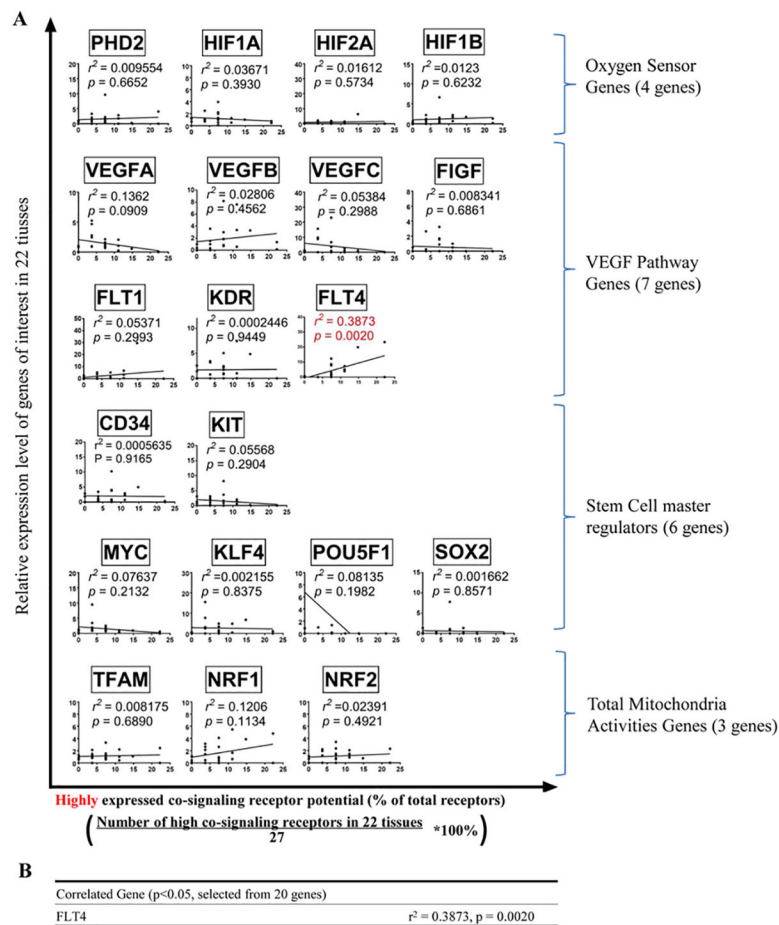 A
PHD2 HIF1A HIF2A HIF1B
r² = 0.009554 r² = 0.03671 r² = 0.01612 r² =0.0123
p = 0.6652 p = 0.3930 p = 0.5734 p = 0.6232
Oxygen Sensor
Genes (4 genes)
VEGFA VEGFB VEGFC FIGF
r² = 0.1362 r² = 0.02806 r² = 0.05384 r² = 0.008341
p = 0.0909 p = 0.4562 p = 0.2988 p = 0.6861
VEGF Pathway
Genes (7 genes)
FLT1 KDR FLT4
r² = 0.05371 r² = 0.0002446 r² = 0.3873
p = 0.2993 p = 0.9449 p = 0.0020
CD34 KIT
r² = 0.0005635 r² = 0.05568
P = 0.9165 p = 0.2904
Stem Cell master
regulators (6 genes)
MYC KLF4 POU5F1 SOX2
r² = 0.07637 r² =0.002155 r² = 0.08135 r² = 0.001662
p = 0.2132 p = 0.8375 p = 0.1982 p = 0.8571
TFAM NRF1 NRF2
r² = 0.008175 r² = 0.1206 r² =0.02391
p = 0.6890 p = 0.1134 p = 0.4921
Total Mitochondria
Activities Genes (3 genes)
Relative expression level of genes of interest in 22 tiusses
Highly expressed co-signaling receptor potential (% of total receptors)
(Number of high co-signaling receptors in 22 tissues *100%)
27
B
Correlated Gene (p<0.05, selected from 20 genes)
FLT4 r² = 0.3873, p = 0.0020